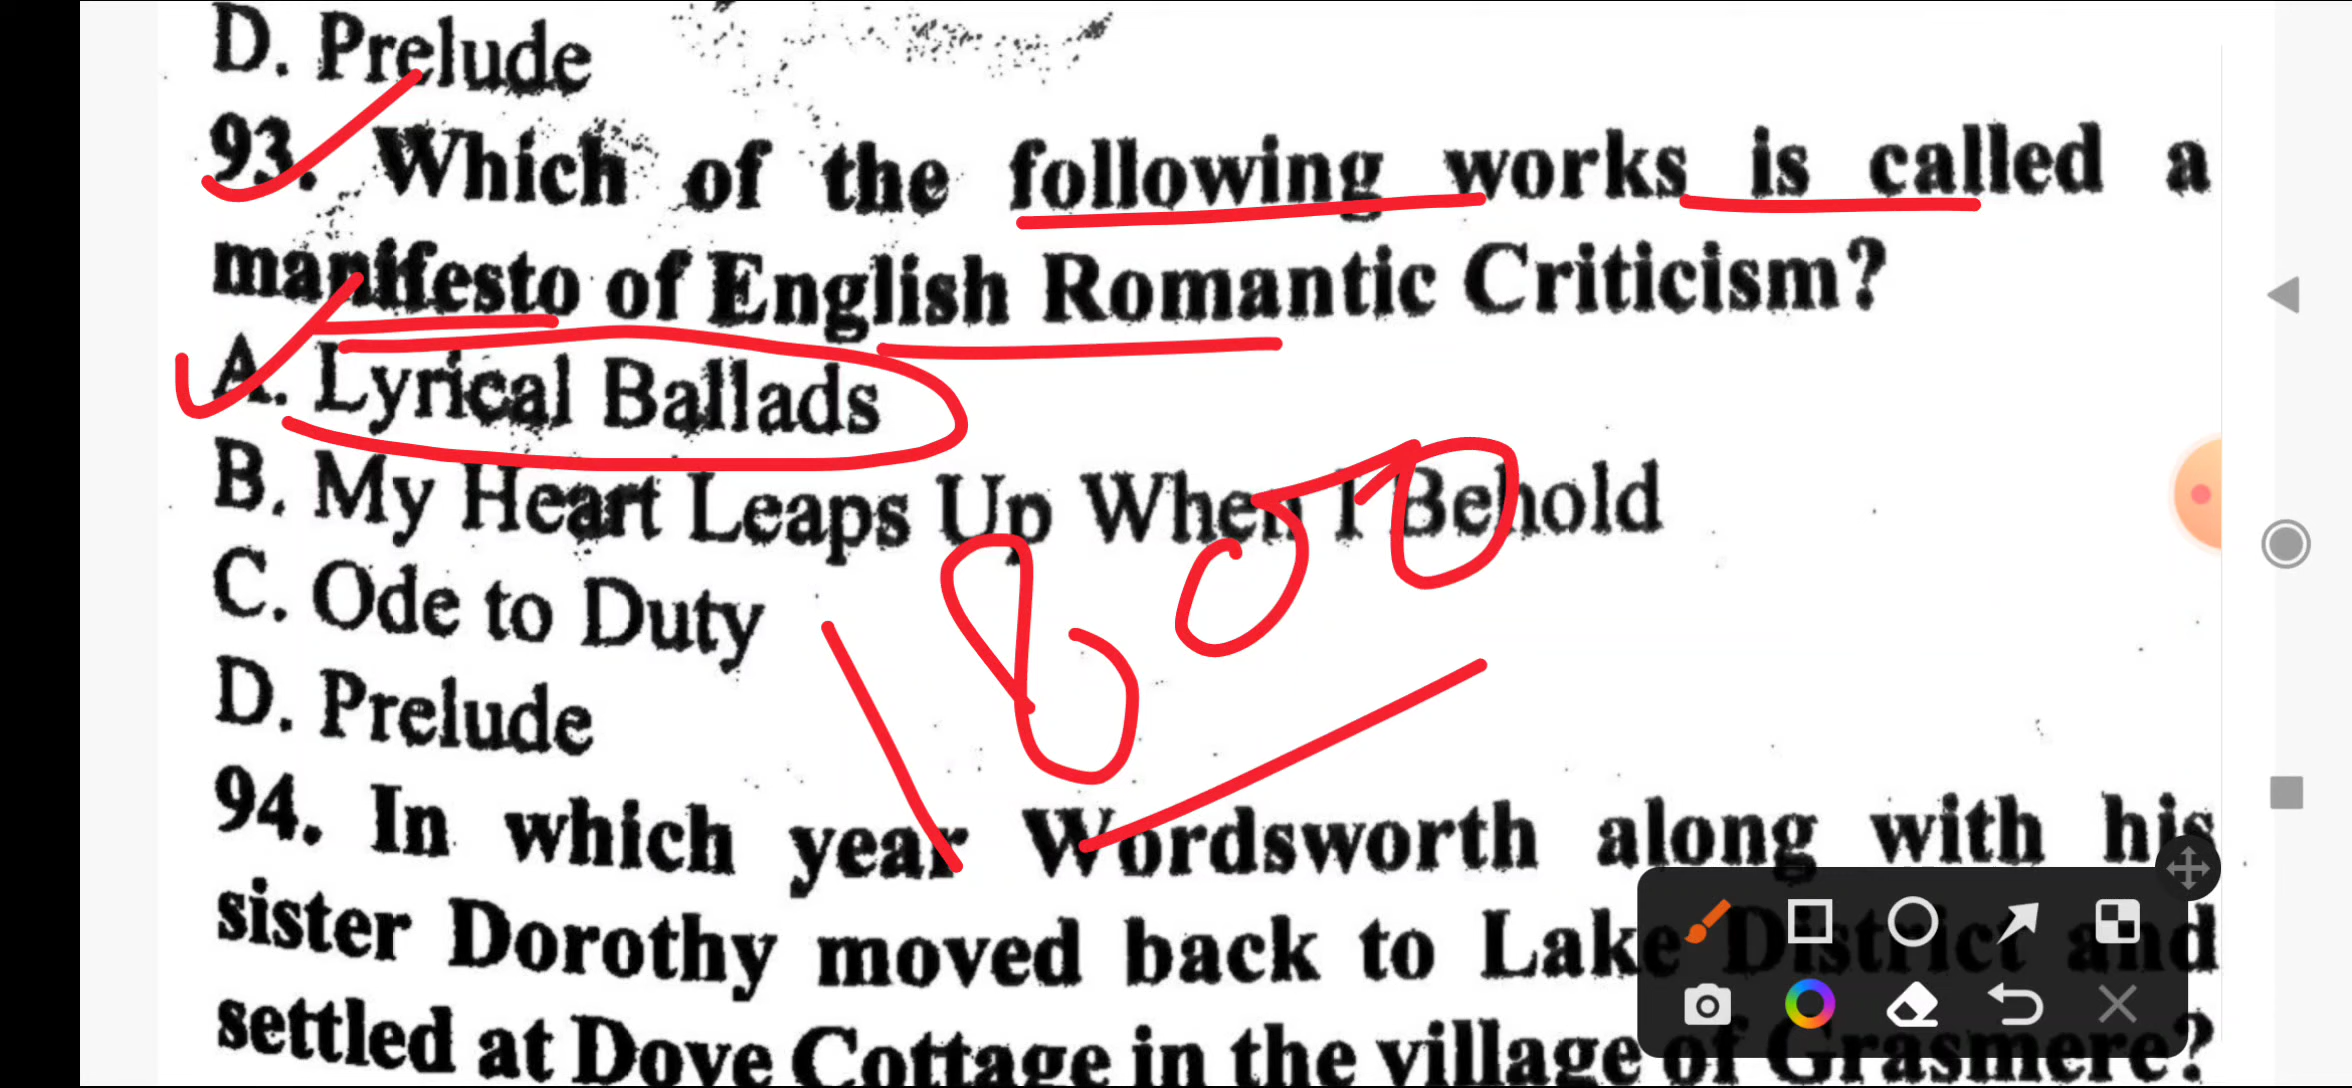 D. Prelude
93. Which of the following works is called a
manifesto of English Romantic Criticism?
A. Lyrical Ballads
B. My Heart Leaps Up When I Behold
C. Ode to Duty
1800
D. Prelude
94. In which year Wordsworth along with his
sister Dorothy moved back to Lake District and
settled at Dove Cottage in the village of Grasmere?